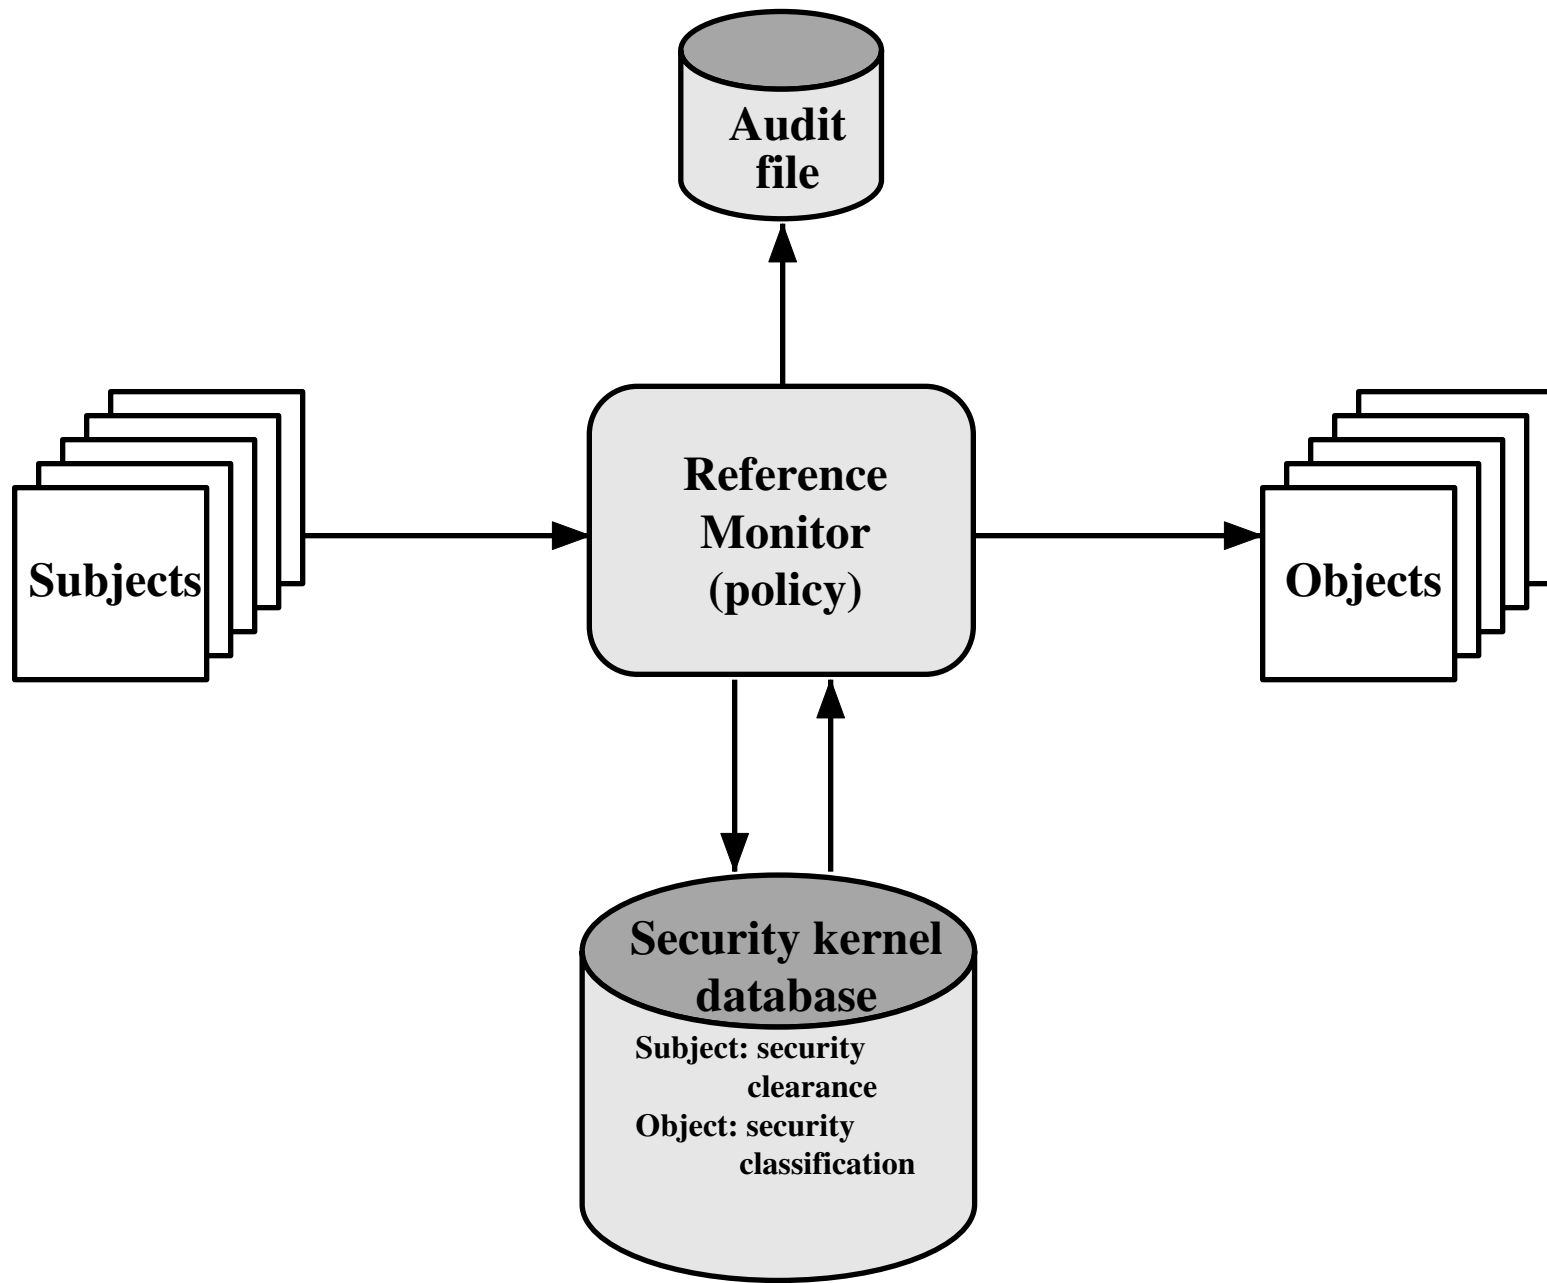 Audit
file
Reference
Monitor
(policy)
Subjects
Objects
Security kernel
database
Subject: security
clearance
Object: security
classification